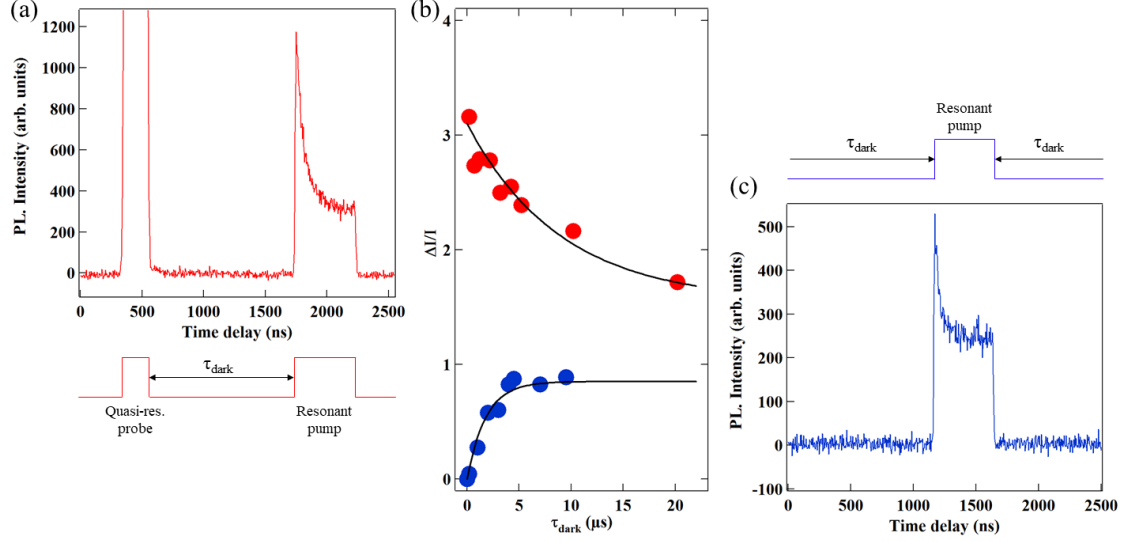 (a)
1200
1000
800
600
400
200
0
PL. Intensity (arb. units)
0 500 1000 1500 2000 2500
Time delay (ns)
τdark
Quasi-res.
probe
Resonant
pump
(b)
4
3
2
1
0
ΔI/I
0 5 10 15 20
τdark (μs)
Resonant
pump
τdark τdark
(c)
500
400
300
200
100
0
-100
PL. Intensity (arb. units)
0 500 1000 1500 2000 2500
Time delay (ns)